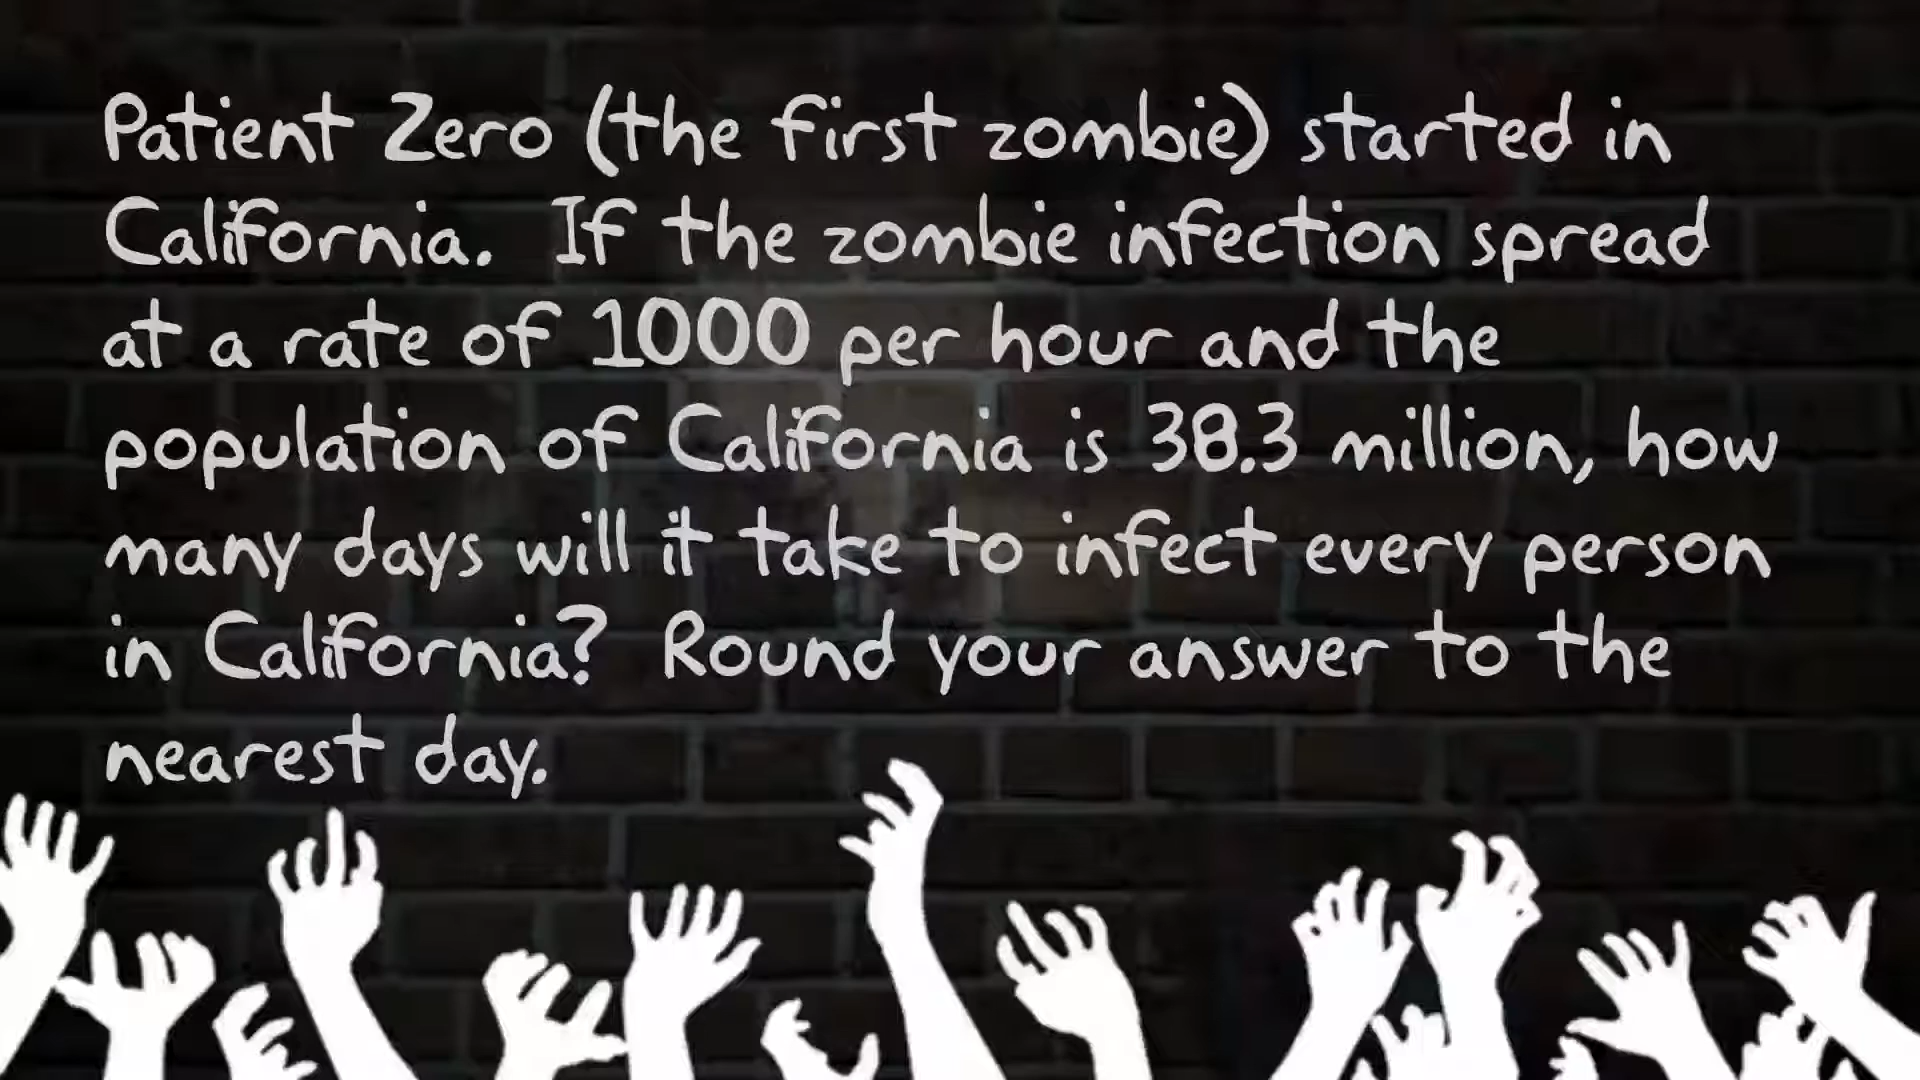 Patient Zero (the first zombie) started in
California. If the zombie infection spread
at a rate of 1000 per hour and the
population of California is 38.3 million, how
many days will it take to infect every person
in California? Round your answer to the
nearest day.